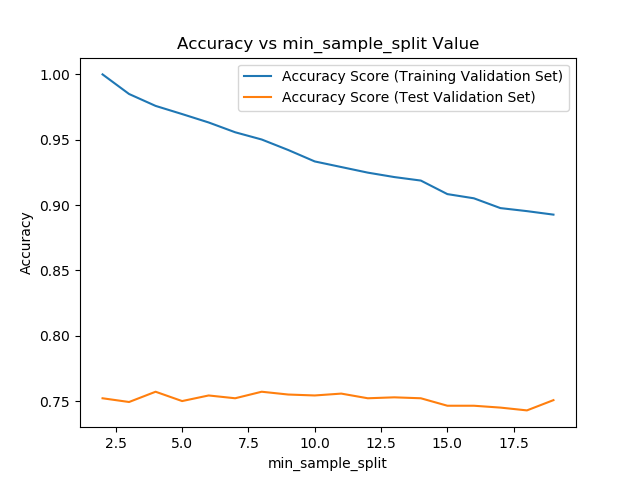 Accuracy vs min_sample_split Value
Accuracy Score (Training Validation Set)
Accuracy Score (Test Validation Set)
Accuracy
1.00
0.95
0.90
0.85
0.80
0.75
2.5 5.0 7.5 10.0 12.5 15.0 17.5
min_sample_split